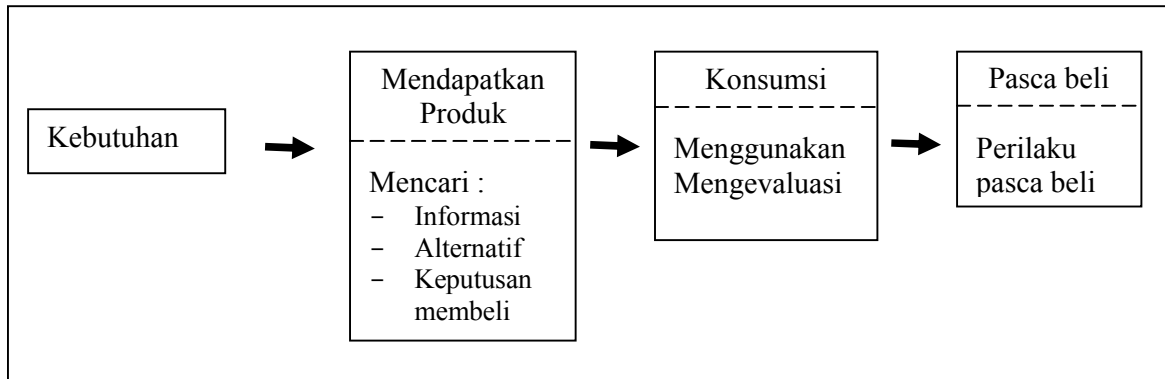 Kebutuhan
Mendapatkan
Produk
Mencari :
– Informasi
– Alternatif
– Keputusan
membeli
Konsumsi
Menggunakan
Mengevaluasi
Pasca beli
Perilaku
pasca beli